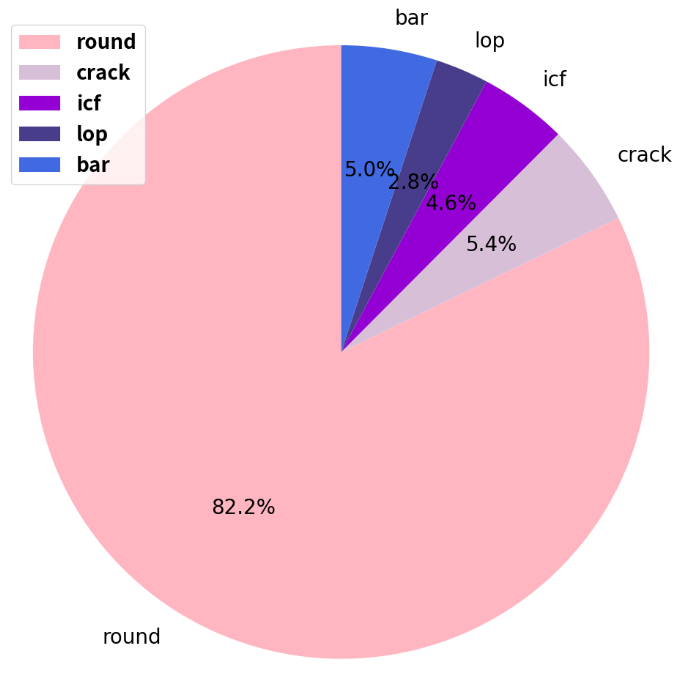 round
crack
icf
lop
bar
bar
lop
icf
crack
5.0%
2.8%
4.6%
5.4%
82.2%
round